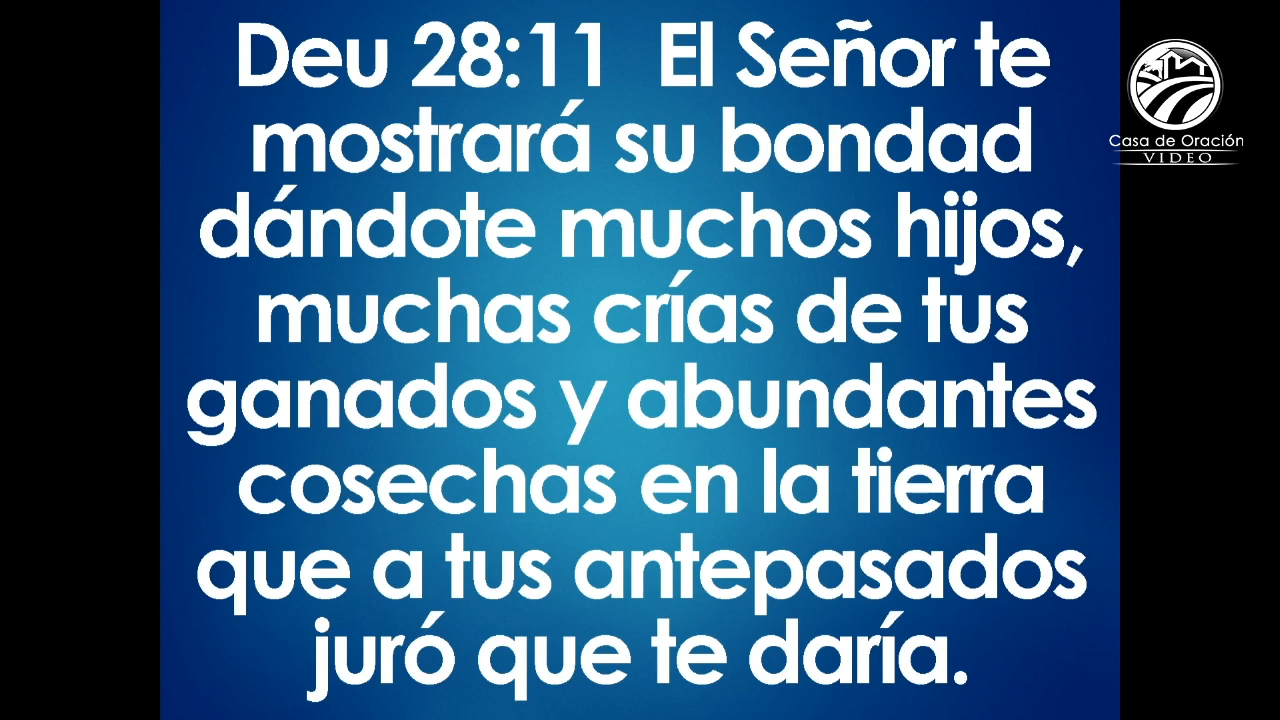 Deu 28:11  El Señor te
mostrará su bondad
dándote muchos hijos,
muchas crías de tus
ganados y abundantes
cosechas en la tierra
que a tus antepasados
juró que te daría.
Casa de Oración
VIDEO